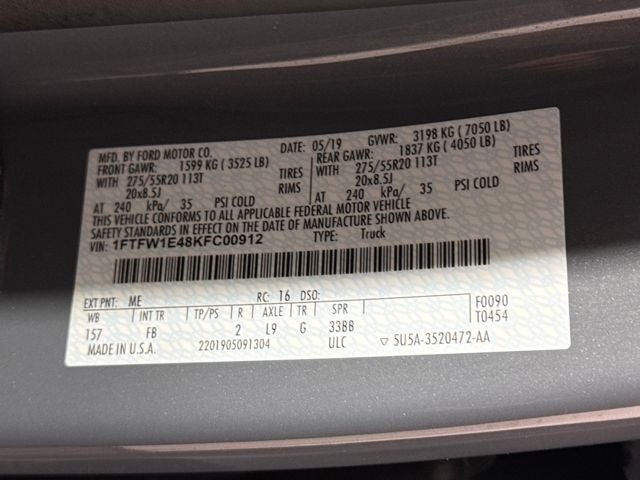 MFD. BY FORD MOTOR CO. DATE: 05/19 GVWR: 3198 KG ( 7050 LB)
FRONT GAWR: 1599 KG ( 3525 LB) REAR GAWR: 1837 KG ( 4050 LB)
WITH 275/55R20 113T TIRES WITH 275/55R20 113T TIRES
20x8.5J RIMS 20x8.5J RIMS
AT 240 kPa/ 35 PSI COLD AT 240 kPa/ 35 PSI COLD
THIS VEHICLE CONFORMS TO ALL APPLICABLE FEDERAL MOTOR VEHICLE
SAFETY AND THEFT PREVENTION STANDARDS IN EFFECT ON THE DATE OF MANUFACTURE SHOWN ABOVE.
VIN: 1FTFW1E48KFC00912 TYPE: Truck
EXT PNT: ME RC: 16 DSO: F0090
WB INT TR TP/PS R AXLE TR SPR T0454
157 FB 2 L9 G 33BB
MADE IN U.S.A. 2201905091304 ULC ▽ 5U5A-3520472-AA